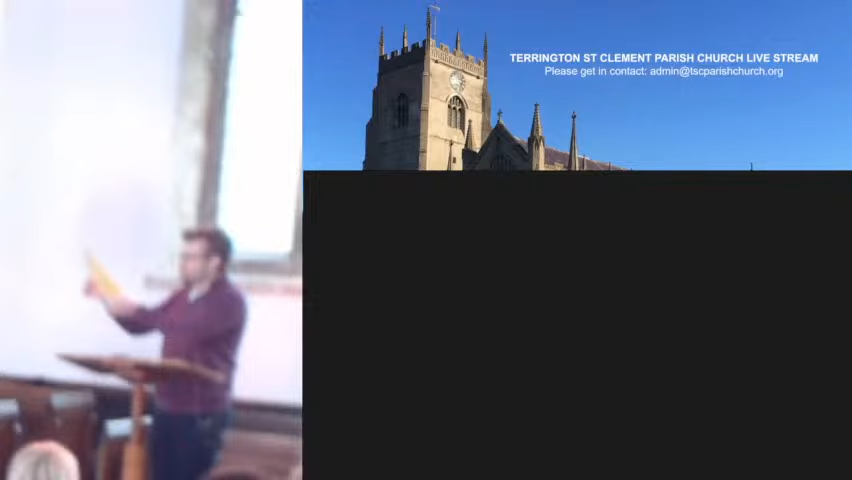 TERRINGTON ST CLEMENT PARISH CHURCH LIVE STREAM
Please get in contact: admin@tscparishchurch.org